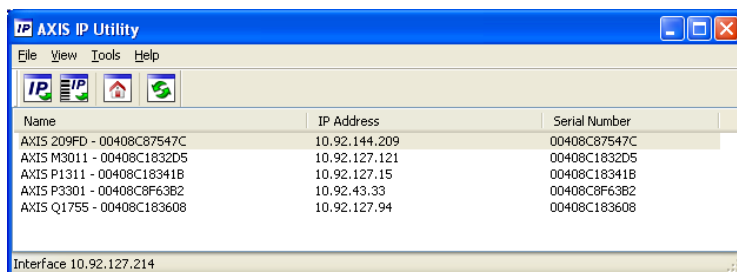 IP AXIS IP Utility
File View Tools Help
IP IP
Name IP Address Serial Number
AXIS 209FD - 00408C87547C 10.92.144.209 00408C87547C
AXIS M3011 - 00408C1832D5 10.92.127.121 00408C1832D5
AXIS P1311 - 00408C18341B 10.92.127.15 00408C18341B
AXIS P3301 - 00408C8F63B2 10.92.43.33 00408C8F63B2
AXIS Q1755 - 00408C183608 10.92.127.94 00408C183608
Interface 10.92.127.214